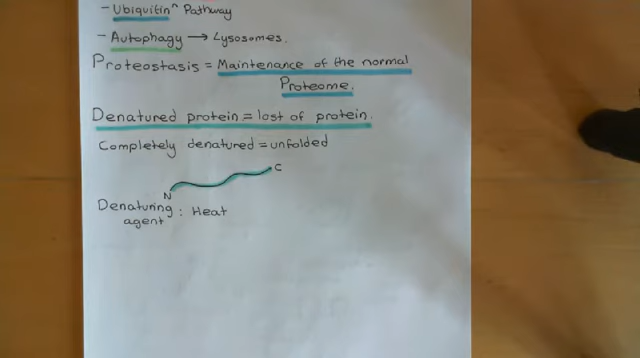 - Ubiquitin^ Pathway
- Autophagy → Lysosomes.
Proteostasis = Maintenance of the normal
Proteome.
Denatured protein = lost of protein.
Completely denatured = unfolded
C
N
Denaturing : Heat
agent